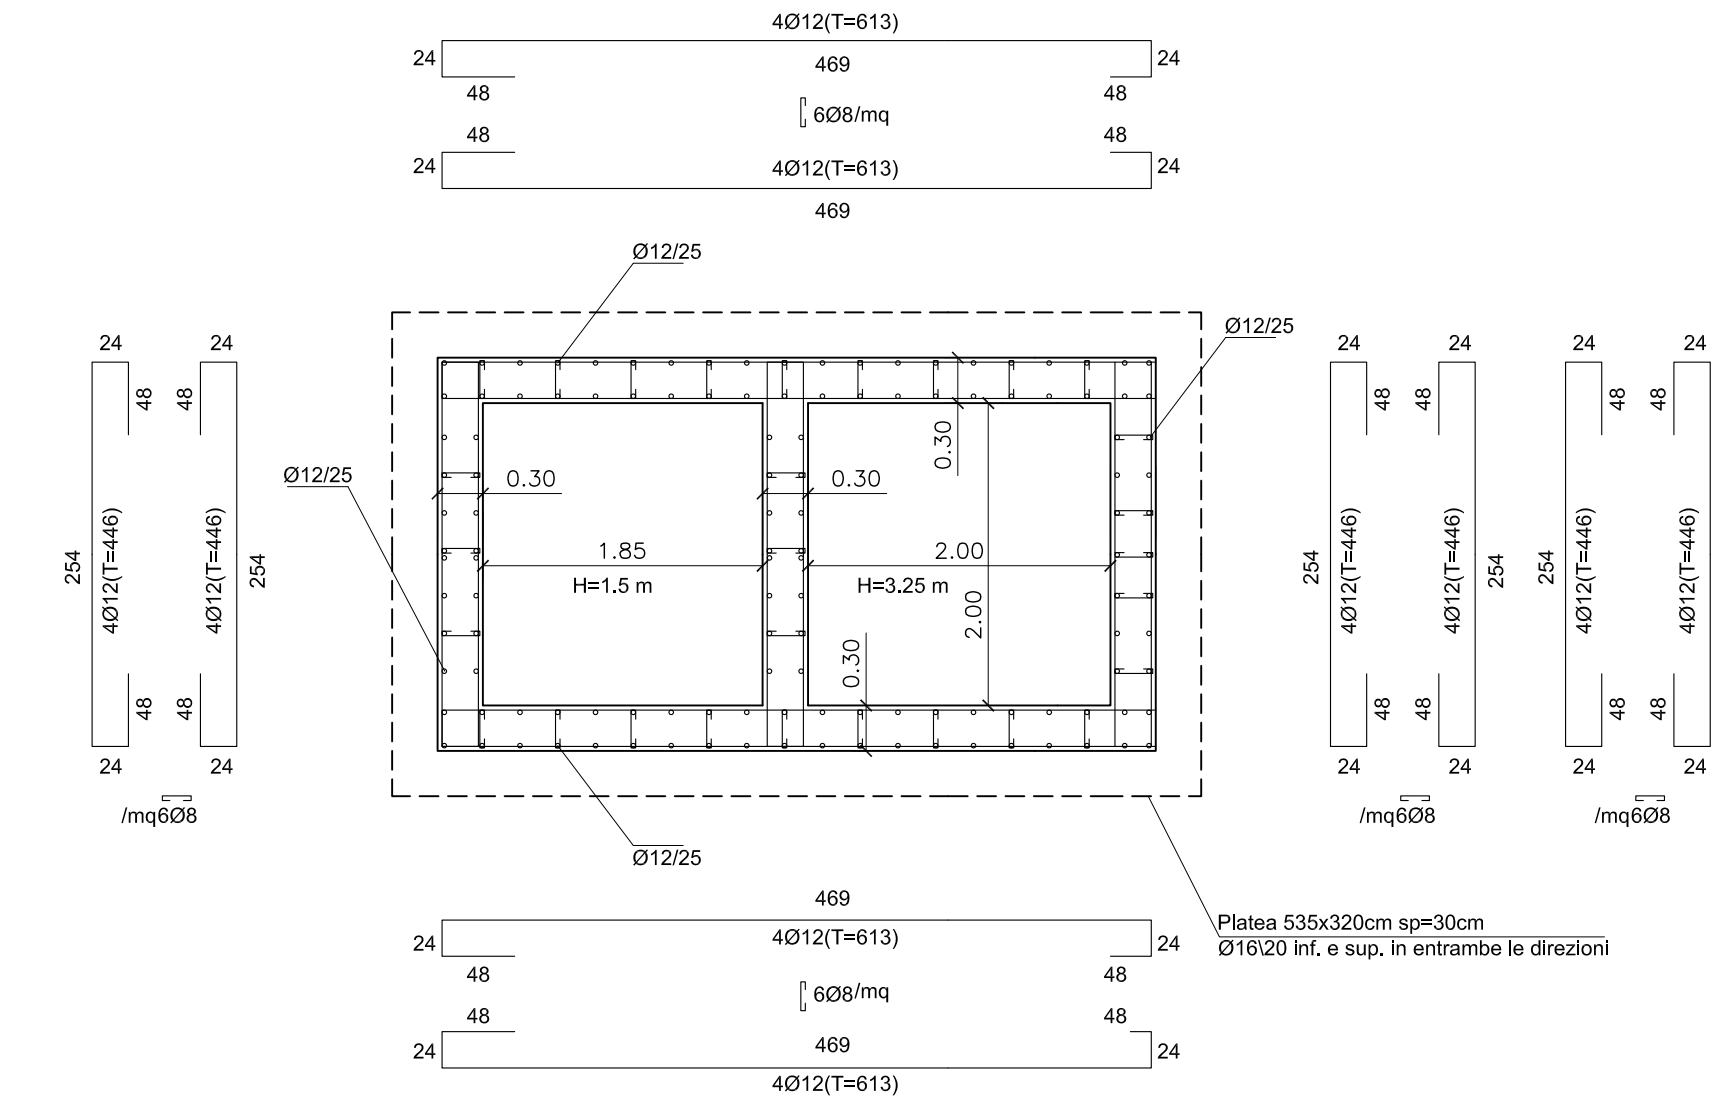 4Ø12(T=613)
24
469
24
48
48
6Ø8/mq
48
48
24
4Ø12(T=613)
24
469
Ø12/25
Ø12/25
24
24
48
48
254
4Ø12(T=446)
4Ø12(T=446)
254
48
48
24
24
/mq6Ø8
Ø12/25
0.30
0.30
0.30
1.85
H=1.5 m
2.00
H=3.25 m
2.00
0.30
24
24
48
48
254
4Ø12(T=446)
4Ø12(T=446)
254
48
48
24
24
/mq6Ø8
24
24
48
48
254
4Ø12(T=446)
4Ø12(T=446)
48
48
24
24
/mq6Ø8
Ø12/25
Platea 535x320cm sp=30cm
Ø16\20 inf. e sup. in entrambe le direzioni
469
24
4Ø12(T=613)
24
48
48
6Ø8/mq
48
48
24
469
24
4Ø12(T=613)